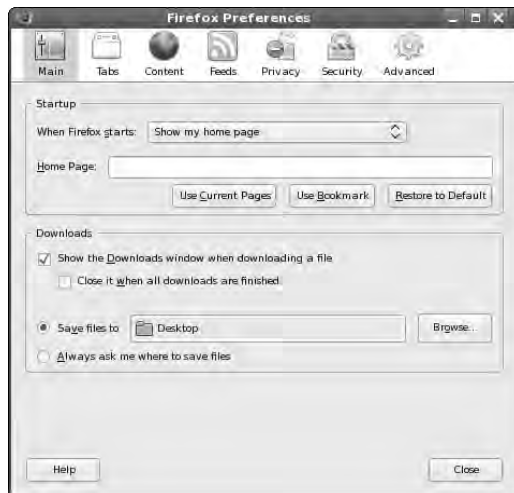 Firefox Preferences
Main Tabs Content Feeds Privacy Security Advanced
Startup
When Firefox starts: Show my home page
Home Page:
Use Current Pages Use Bookmark Restore to Default
Downloads
Show the Downloads window when downloading a file
Close it when all downloads are finished
Save files to Desktop Browse...
Always ask me where to save files
Help Close